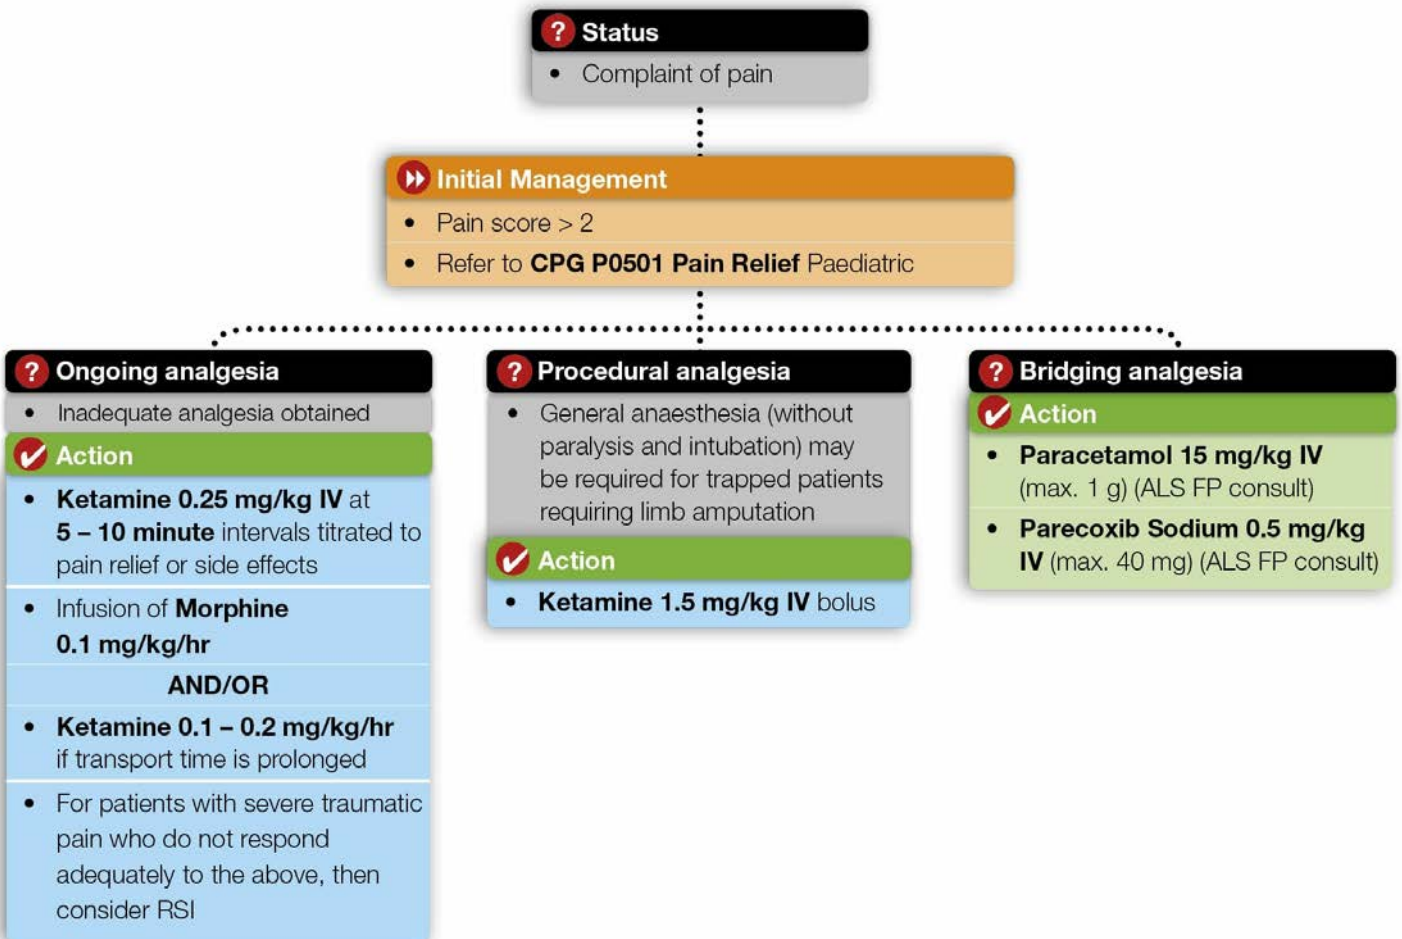 ? Status
• Complaint of pain
Initial Management
• Pain score > 2
• Refer to CPG P0501 Pain Relief Paediatric
? Ongoing analgesia
• Inadequate analgesia obtained
Action
• Ketamine 0.25 mg/kg IV at
5 – 10 minute intervals titrated to
pain relief or side effects
• Infusion of Morphine
0.1 mg/kg/hr
AND/OR
• Ketamine 0.1 – 0.2 mg/kg/hr
if transport time is prolonged
• For patients with severe traumatic
pain who do not respond
adequately to the above, then
consider RSI
? Procedural analgesia
• General anaesthesia (without
paralysis and intubation) may
be required for trapped patients
requiring limb amputation
Action
• Ketamine 1.5 mg/kg IV bolus
? Bridging analgesia
Action
• Paracetamol 15 mg/kg IV
(max. 1 g) (ALS FP consult)
• Parecoxib Sodium 0.5 mg/kg
IV (max. 40 mg) (ALS FP consult)